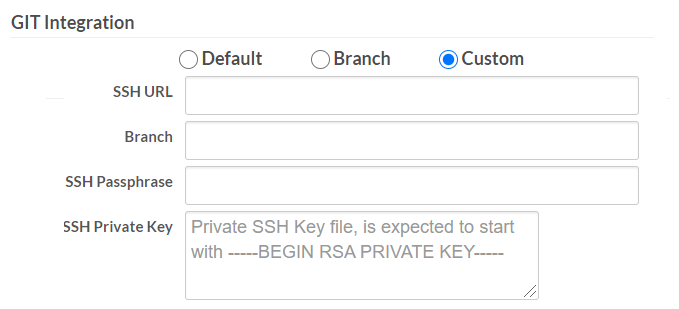 GIT Integration
Default Branch Custom
SSH URL
Branch
SSH Passphrase
SSH Private Key
Private SSH Key file, is expected to start
with -----BEGIN RSA PRIVATE KEY-----